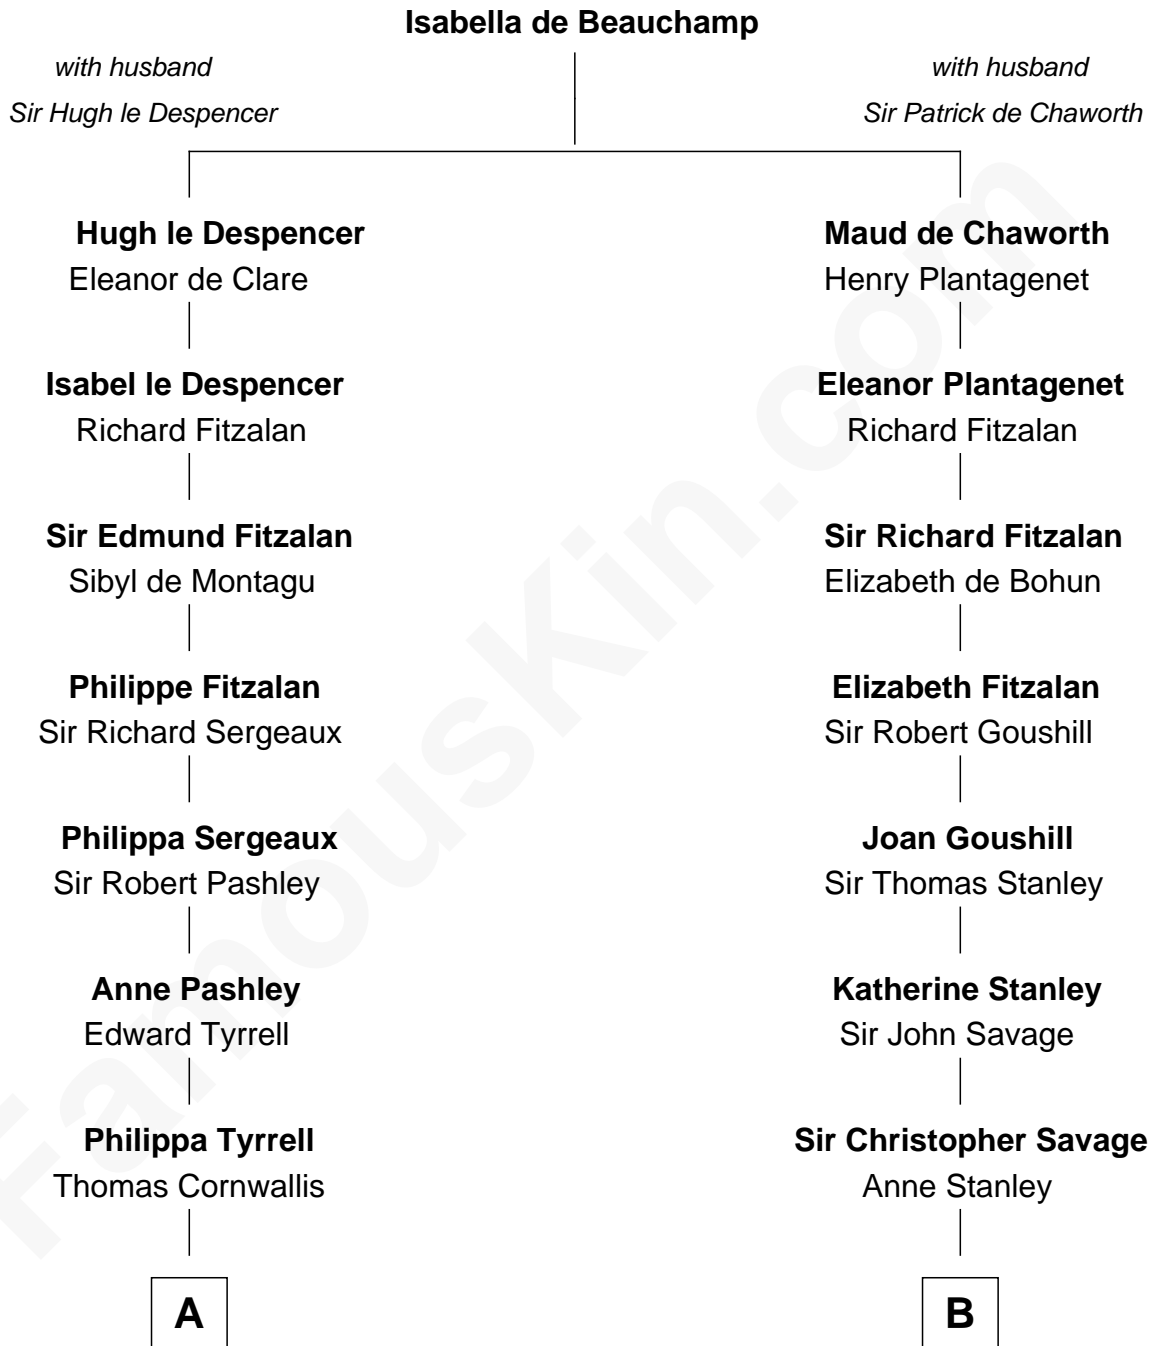 Isabella de Beauchamp
with husband
Sir Hugh le Despencer
with husband
Sir Patrick de Chaworth
Hugh le Despencer
Eleanor de Clare
Maud de Chaworth
Henry Plantagenet
Isabel le Despencer
Richard Fitzalan
Eleanor Plantagenet
Richard Fitzalan
Sir Edmund Fitzalan
Sibyl de Montagu
Sir Richard Fitzalan
Elizabeth de Bohun
Philippe Fitzalan
Sir Richard Sergeaux
Elizabeth Fitzalan
Sir Robert Goushill
Philippa Sergeaux
Sir Robert Pashley
Joan Goushill
Sir Thomas Stanley
Anne Pashley
Edward Tyrrell
Katherine Stanley
Sir John Savage
Philippa Tyrrell
Thomas Cornwallis
Sir Christopher Savage
Anne Stanley
A
B
FamousKin.com